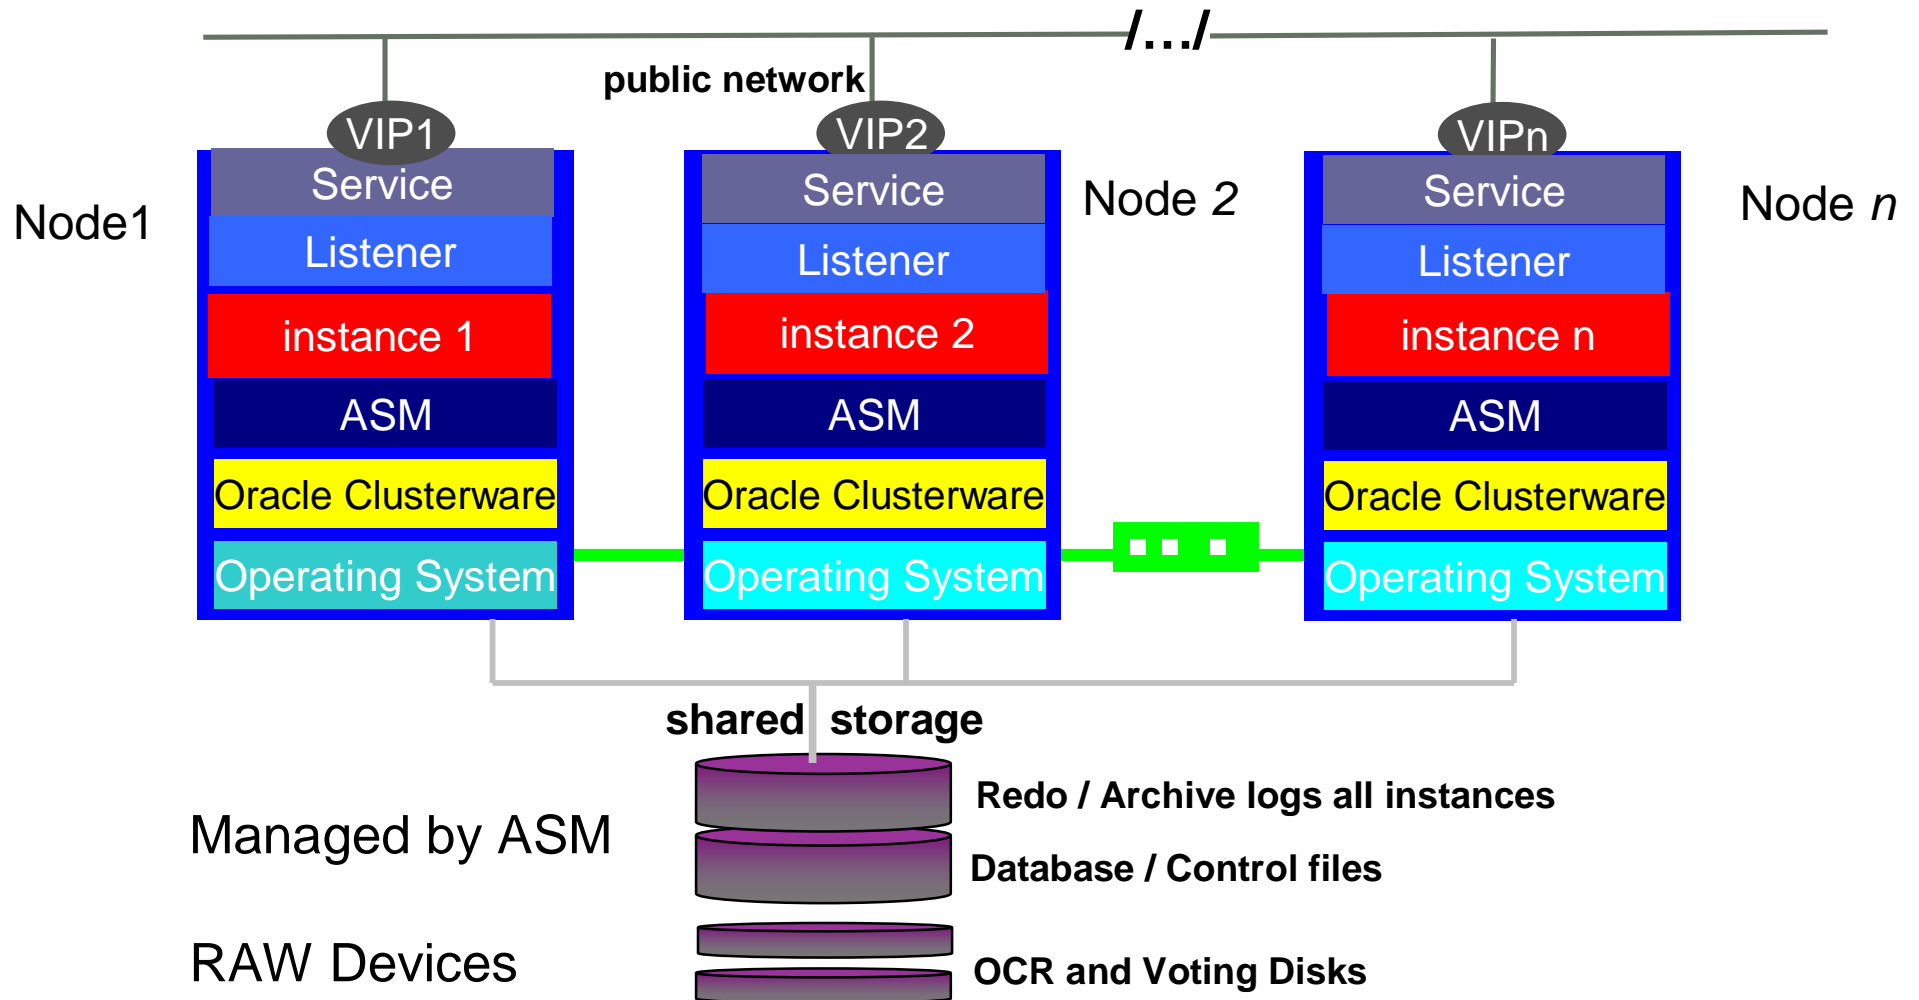 /.../
public network
VIP1
VIP2
VIPn
Node1
Service
Listener
instance 1
ASM
Oracle Clusterware
Operating System
Service
Listener
instance 2
ASM
Oracle Clusterware
Operating System
Node 2
Service
Listener
instance n
ASM
Oracle Clusterware
Operating System
Node n
shared storage
Managed by ASM
Redo / Archive logs all instances
Database / Control files
RAW Devices
OCR and Voting Disks